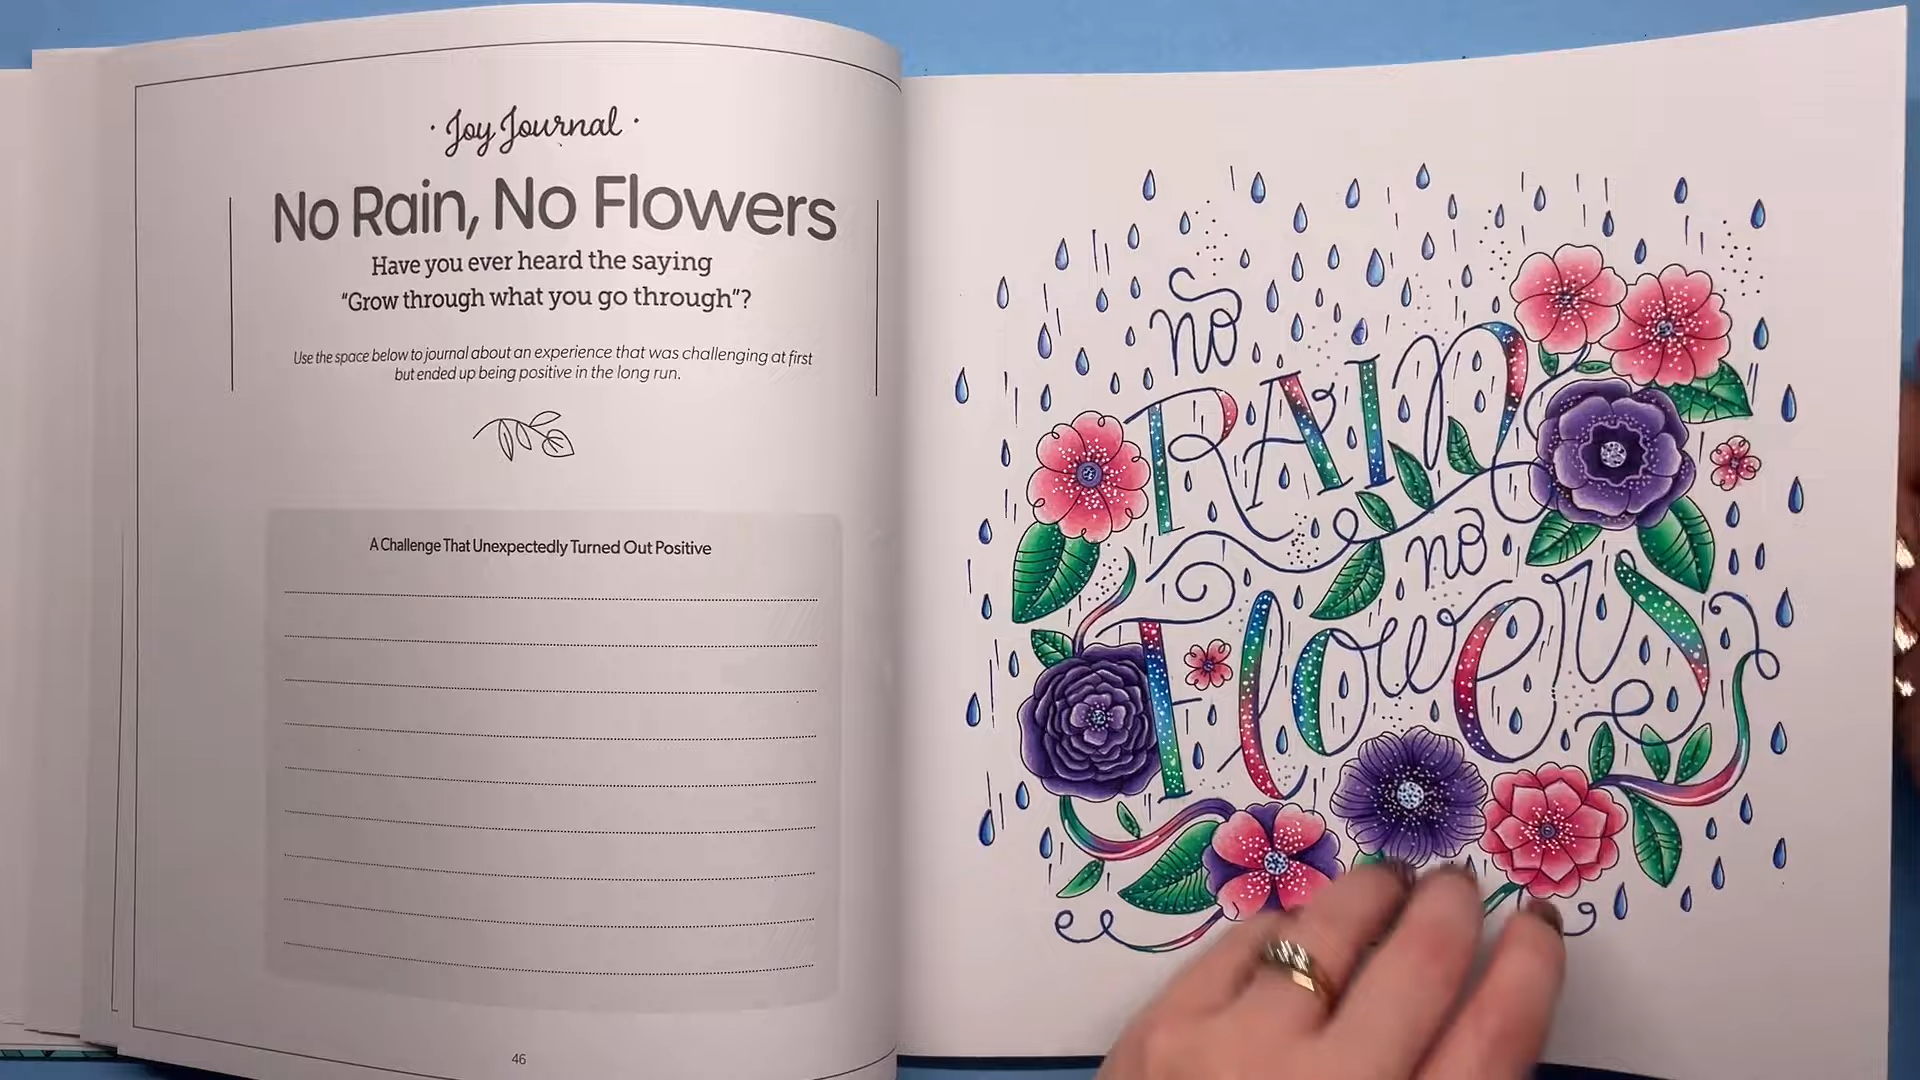 · Joy Journal ·
No Rain, No Flowers
Have you ever heard the saying
“Grow through what you go through”?
Use the space below to journal about an experience that was challenging at first
but ended up being positive in the long run.
A Challenge That Unexpectedly Turned Out Positive
46
no
RAIN
no
Flowers